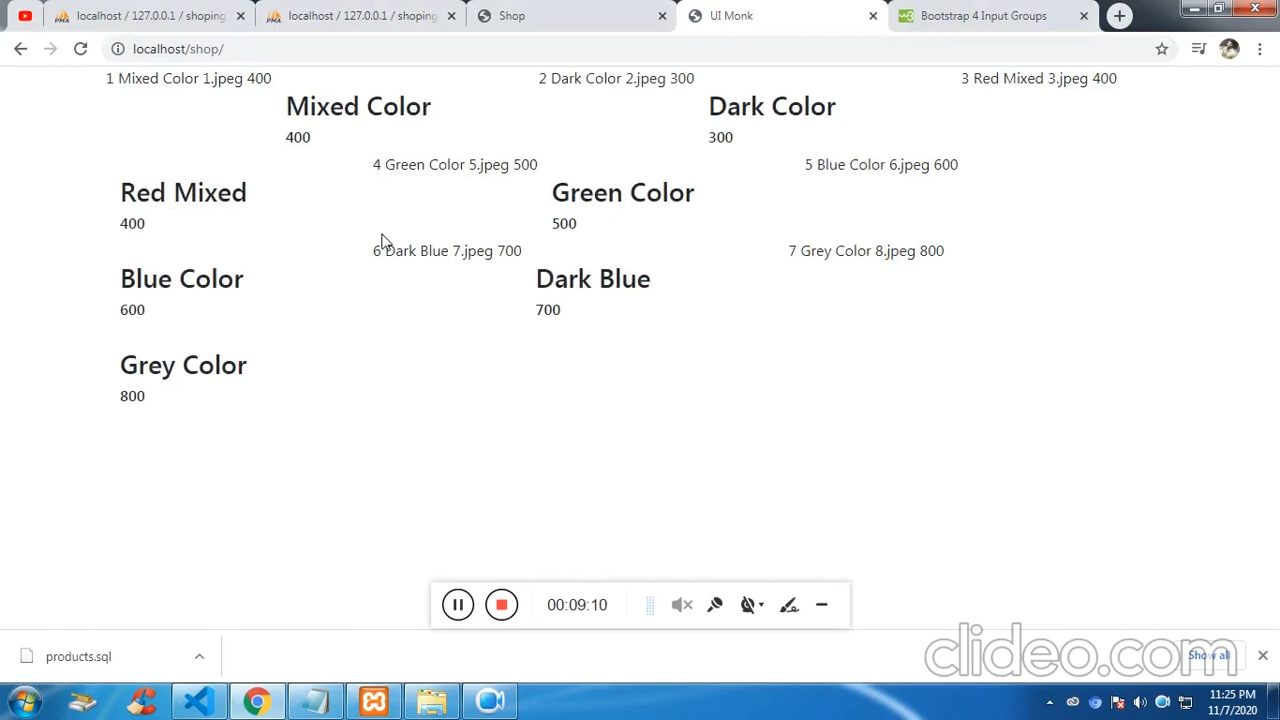 localhost / 127.0.0.1 / shoping
localhost / 127.0.0.1 / shoping
Shop
UI Monk
Bootstrap 4 Input Groups
localhost/shop/
1 Mixed Color 1.jpeg 400
2 Dark Color 2.jpeg 300
3 Red Mixed 3.jpeg 400
Mixed Color
400
Dark Color
300
4 Green Color 5.jpeg 500
5 Blue Color 6.jpeg 600
Red Mixed
400
Green Color
500
6 Dark Blue 7.jpeg 700
7 Grey Color 8.jpeg 800
Blue Color
600
Dark Blue
700
Grey Color
800
00:09:10
products.sql
Show all
clideo.com
11:25 PM
11/7/2020